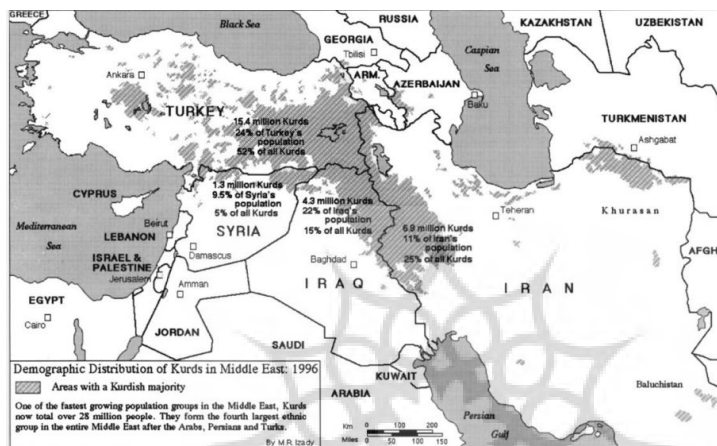 GREECE
Black Sea
RUSSIA
KAZAKHSTAN
UZBEKISTAN
GEORGIA
Tbilisi
Caspian
Sea
Ankara
ARM.
AZERBAIJAN
Baku
TURKEY
15.4 million Kurds
24% of Turkey's
population
52% of all Kurds
TURKMENISTAN
Ashgabat
CYPRUS
1.3 million Kurds
9.5% of Syria's
population
5% of all Kurds
4.3 million Kurds
22% of Iraq's
population
15% of all Kurds
6.9 million Kurds
11% of Iran's
population
25% of all Kurds
Teheran
Khurasan
Mediterranean
Sea
Beirut
LEBANON
SYRIA
Damascus
ISRAEL &
PALESTINE
Jerusalem
Amman
Baghdad
IRAQ
IRAN
AFGH
EGYPT
Cairo
JORDAN
SAUDI
ARABIA
KUWAIT
Baluchistan
Persian
Gulf
Km
0 50 100 150 200
Miles
0 50 100 150
Demographic Distribution of Kurds in Middle East: 1996
Areas with a Kurdish majority
One of the fastest growing population groups in the Middle East, Kurds
now total over 28 million people. They form the fourth largest ethnic
group in the entire Middle East after the Arabs, Persians and Turks.
By M.R. Izady